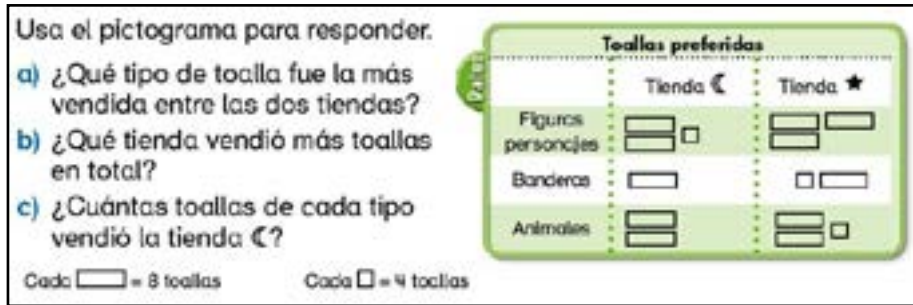 Usa el pictograma para responder.
a) ¿Qué tipo de toalla fue la más
vendida entre las dos tiendas?
b) ¿Qué tienda vendió más toallas
en total?
c) ¿Cuántas toallas de cada tipo
vendió la tienda ☾?
Cada ▭ = 8 toallas Cada □ = 4 toallas
Toallas preferidas
Tienda ☾ Tienda ★
Figuras
personajes
Banderas
Animales